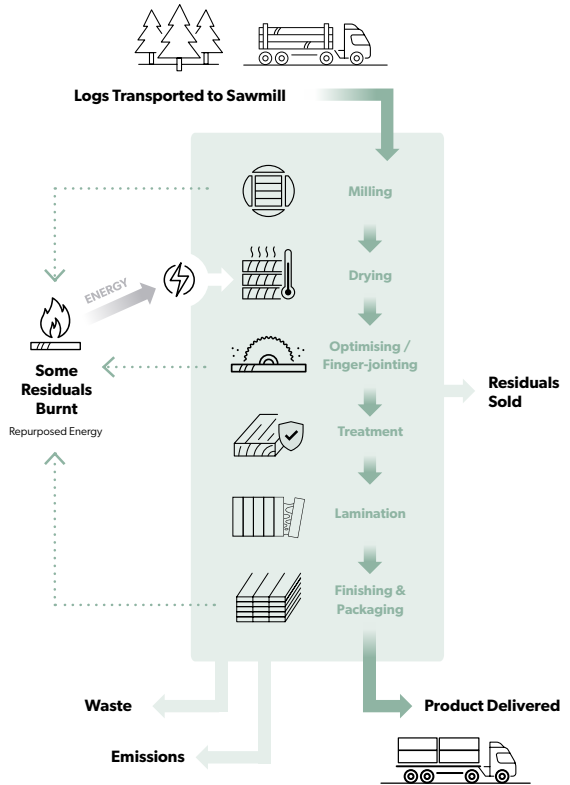 Logs Transported to Sawmill
Milling
Drying
ENERGY
Optimising /
Finger-jointing
Some
Residuals
Burnt
Repurposed Energy
Residuals
Sold
Treatment
Lamination
Finishing &
Packaging
Waste
Product Delivered
Emissions